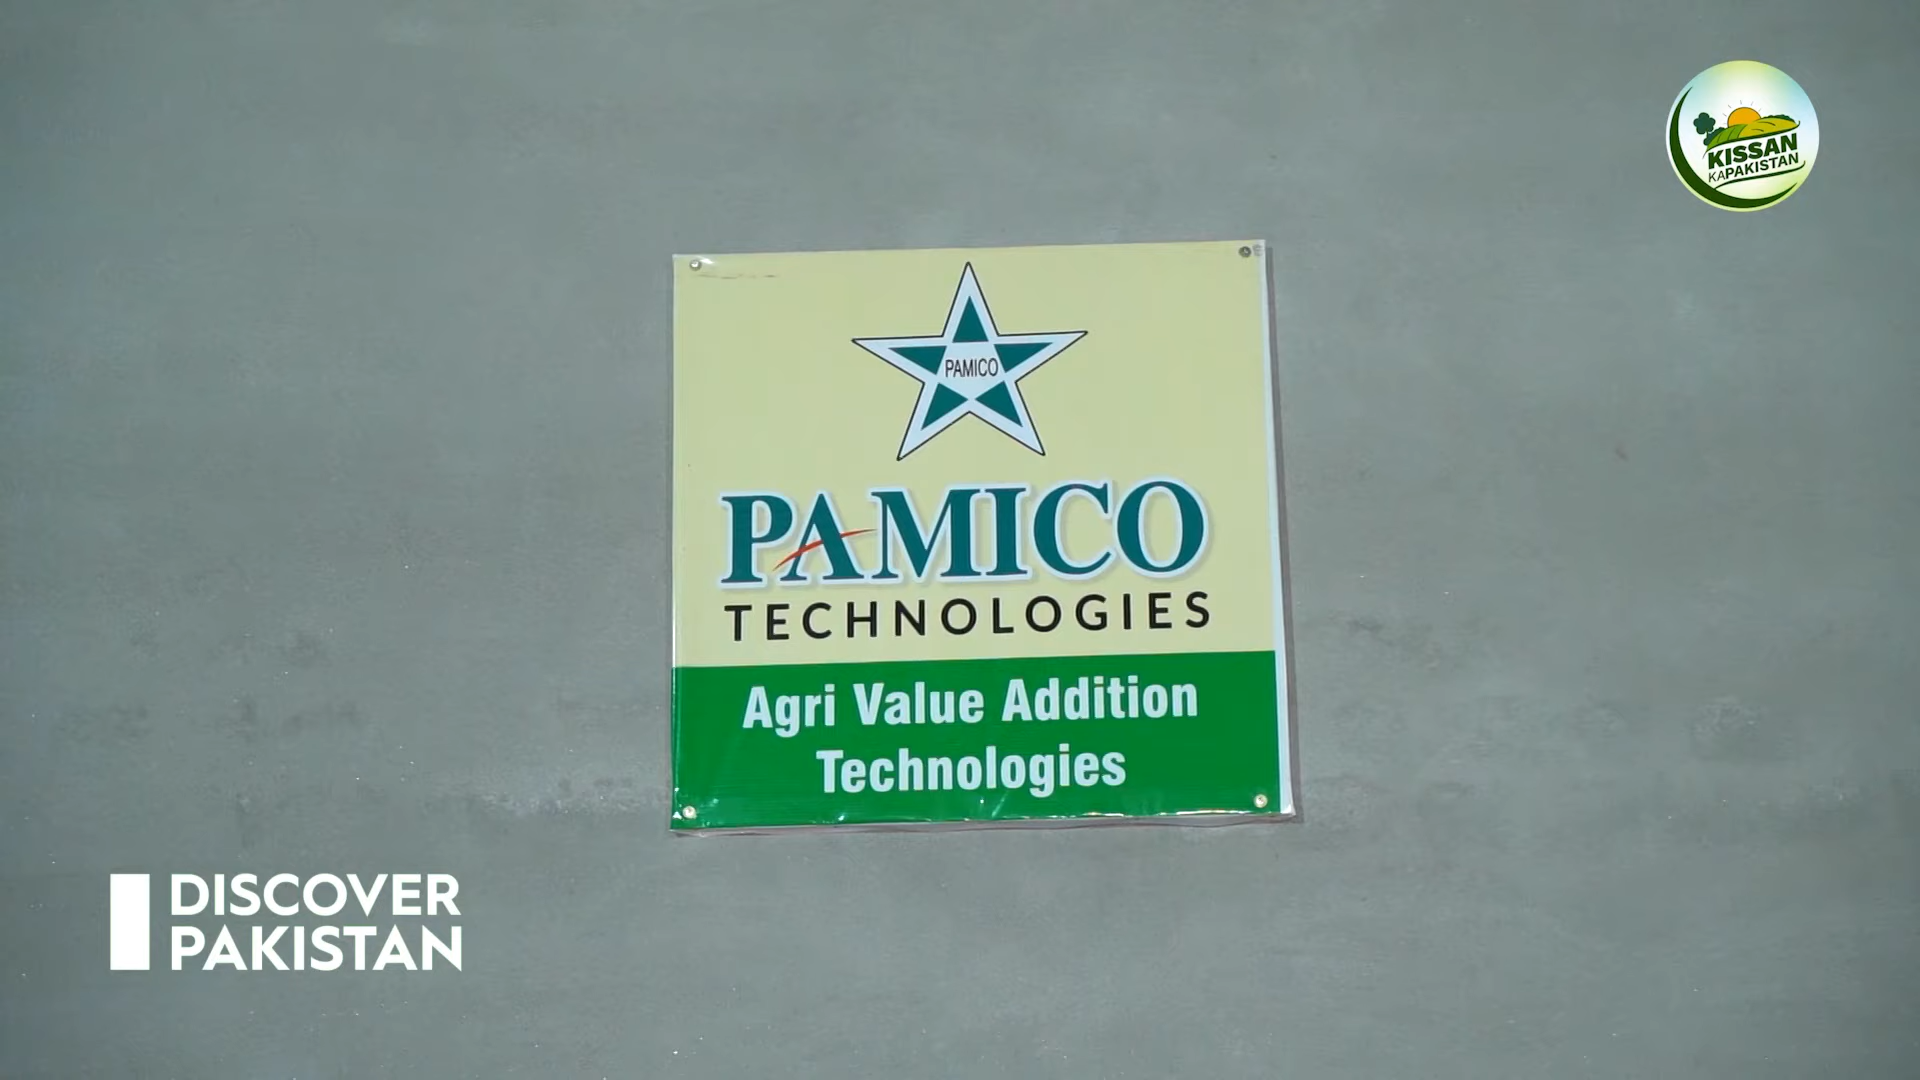 KISSAN
KAPAKISTAN
PAMICO
PAMICO
TECHNOLOGIES
Agri Value Addition
Technologies
DISCOVER
PAKISTAN